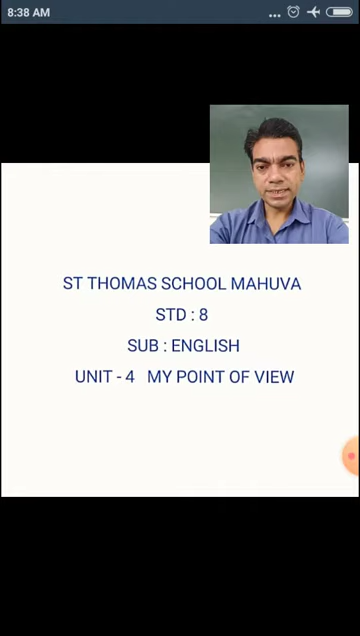 8:38 AM
ST THOMAS SCHOOL MAHUVA
STD : 8
SUB : ENGLISH
UNIT - 4 MY POINT OF VIEW